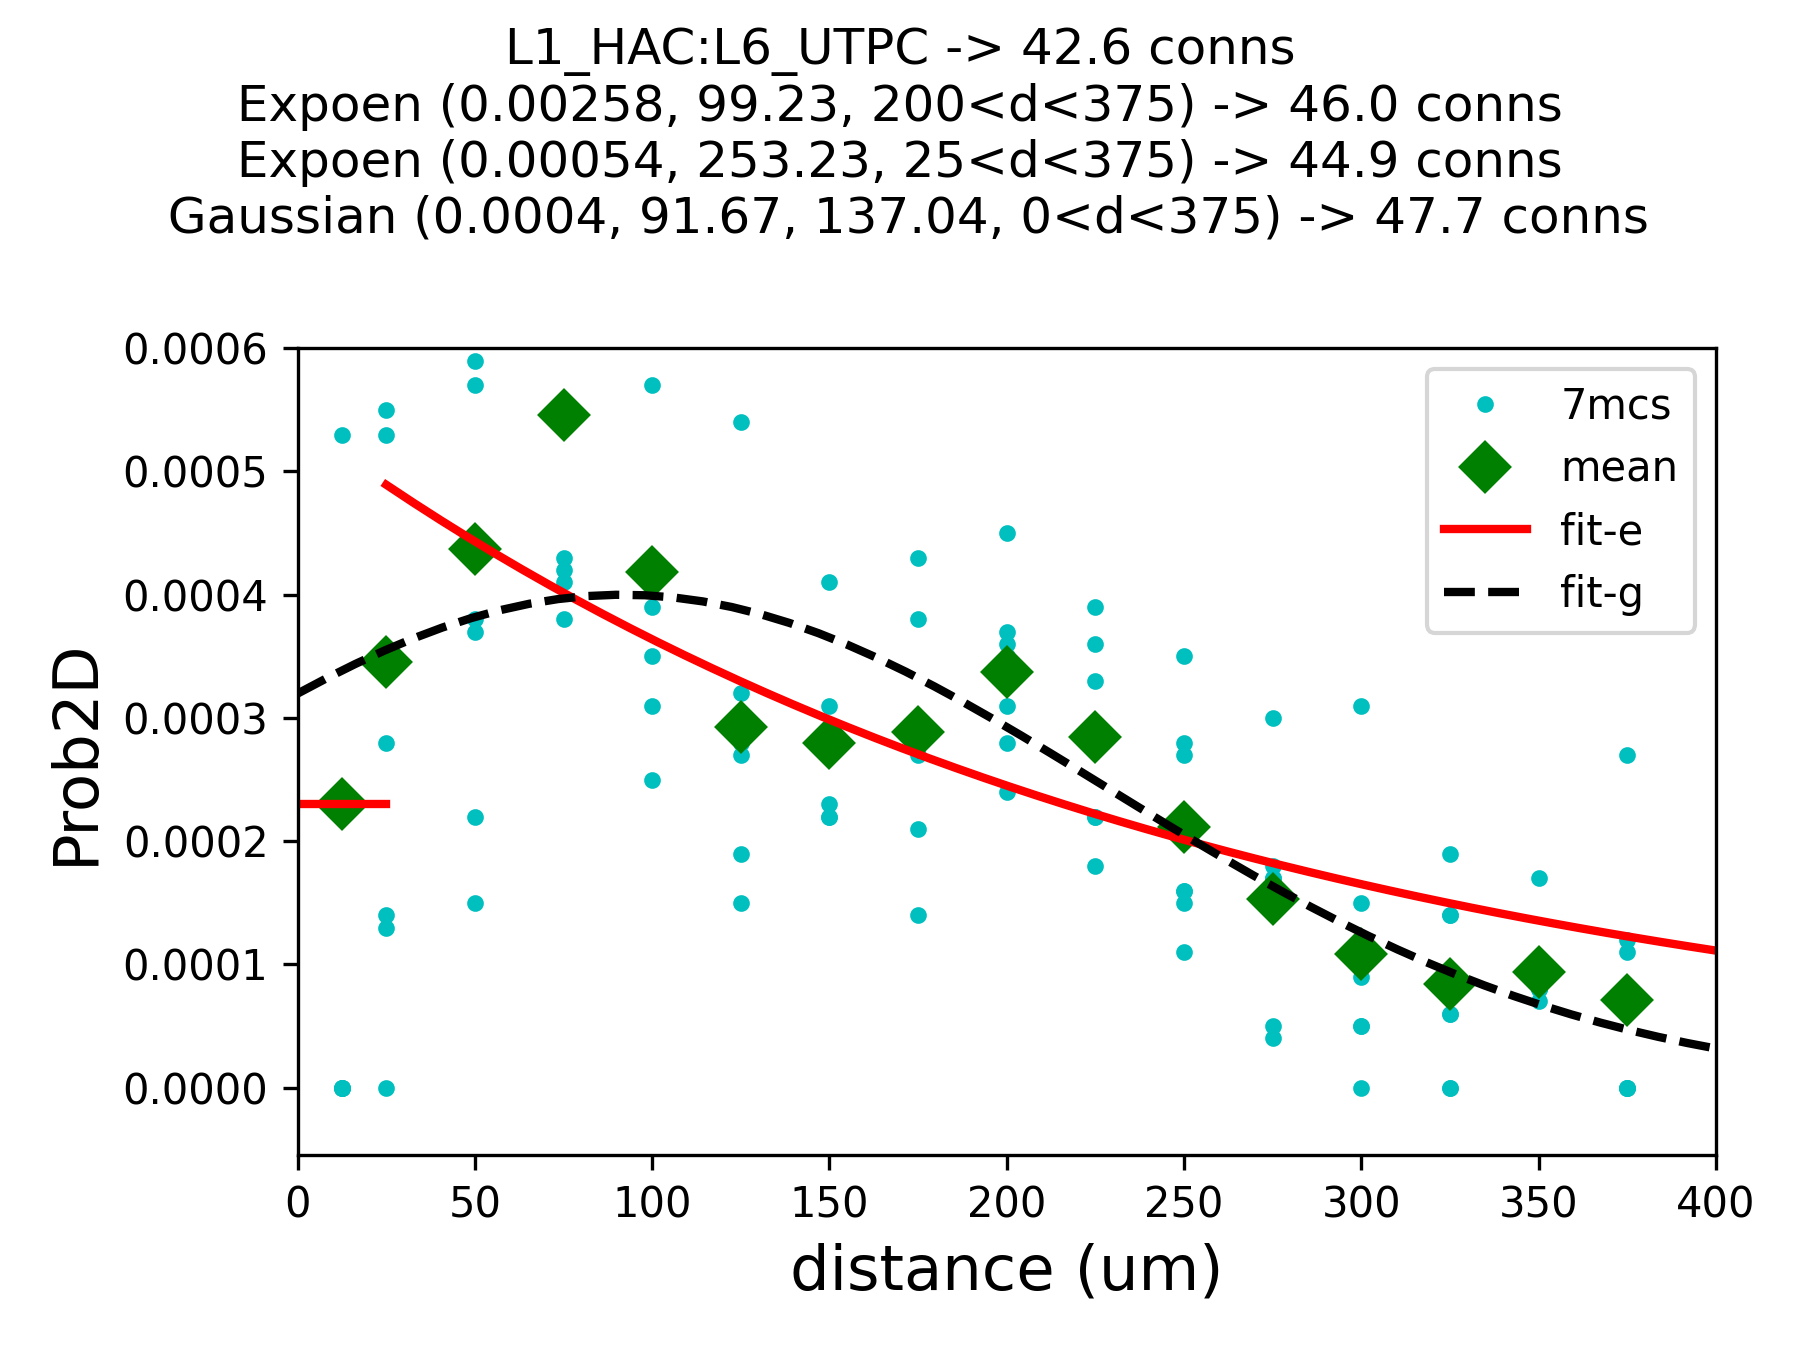 L1_HAC:L6_UTPC -> 42.6 conns
Expoen (0.00258, 99.23, 200<d<375) -> 46.0 conns
Expoen (0.00054, 253.23, 25<d<375) -> 44.9 conns
Gaussian (0.0004, 91.67, 137.04, 0<d<375) -> 47.7 conns
0.0006
0.0005
0.0004
0.0003
0.0002
0.0001
0.0000
Prob2D
7mcs
mean
fit-e
fit-g
0 50 100 150 200 250 300 350 400
distance (um)